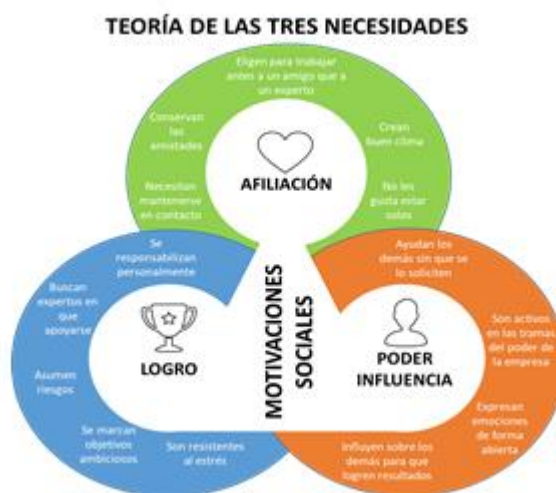 TEORÍA DE LAS TRES NECESIDADES
Eligen para trabajar
antes a un amigo que a
un experto
Conservan
las
amistades
Crean
buen clima
AFILIACIÓN
Necesitan
mantenerse
en contacto
No les
gusta estar
solos
Se
responsabilizan
personalmente
Buscan
expertos en
que
apoyarse
LOGRO
Asumen
riesgos
Se marcan
objetivos
ambiciosos
Son resistentes
al estrés
MOTIVACIONES
SOCIALES
Ayudan los
demás sin que se
lo soliciten
Son activos
en las tramas
del poder de
la empresa
PODER
INFLUENCIA
Expresan
emociones
de forma
abierta
Influyen sobre los
demás para que
logren resultados